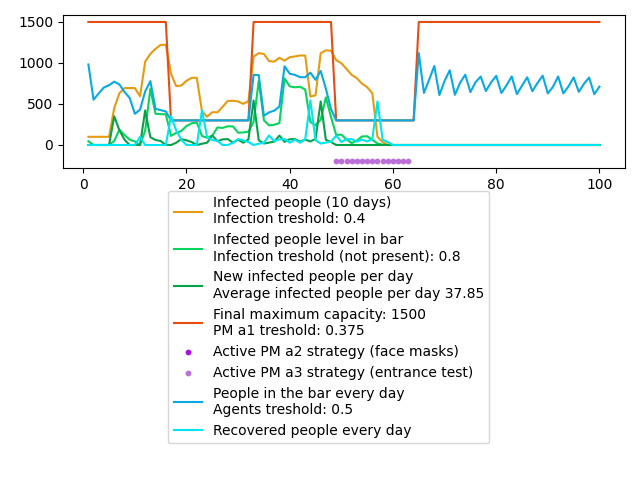 1500
1000
500
0
0 20 40 60 80 100
Infected people (10 days)
Infection treshold: 0.4
Infected people level in bar
Infection treshold (not present): 0.8
New infected people per day
Average infected people per day 37.85
Final maximum capacity: 1500
PM a1 treshold: 0.375
Active PM a2 strategy (face masks)
Active PM a3 strategy (entrance test)
People in the bar every day
Agents treshold: 0.5
Recovered people every day